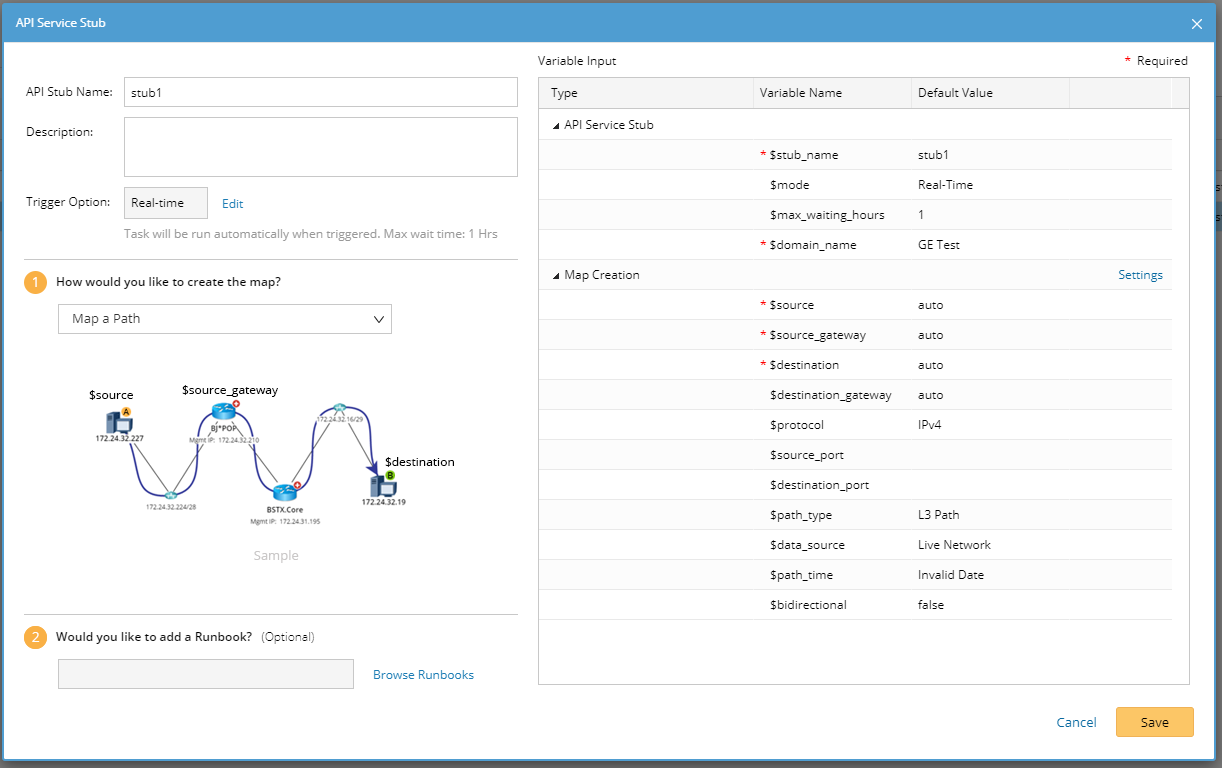 API Service Stub
API Stub Name:
stub1
Description:
Trigger Option:
Real-time
Edit
Task will be run automatically when triggered. Max wait time: 1 Hrs
1
How would you like to create the map?
Map a Path
$source
$source_gateway
A
172.24.32.227
BJ*POP
Mgmt IP: 172.24.32.210
172.24.32.16/29
$destination
B
172.24.32.19
172.24.32.224/28
BSTX.Core
Mgmt IP: 172.24.31.195
Sample
2
Would you like to add a Runbook? (Optional)
Browse Runbooks
Variable Input
* Required
Type Variable Name Default Value
API Service Stub
* $stub_name stub1
$mode Real-Time
$max_waiting_hours 1
* $domain_name GE Test
Map Creation Settings
* $source auto
* $source_gateway auto
* $destination auto
$destination_gateway auto
$protocol IPv4
$source_port
$destination_port
$path_type L3 Path
$data_source Live Network
$path_time Invalid Date
$bidirectional false
Cancel
Save